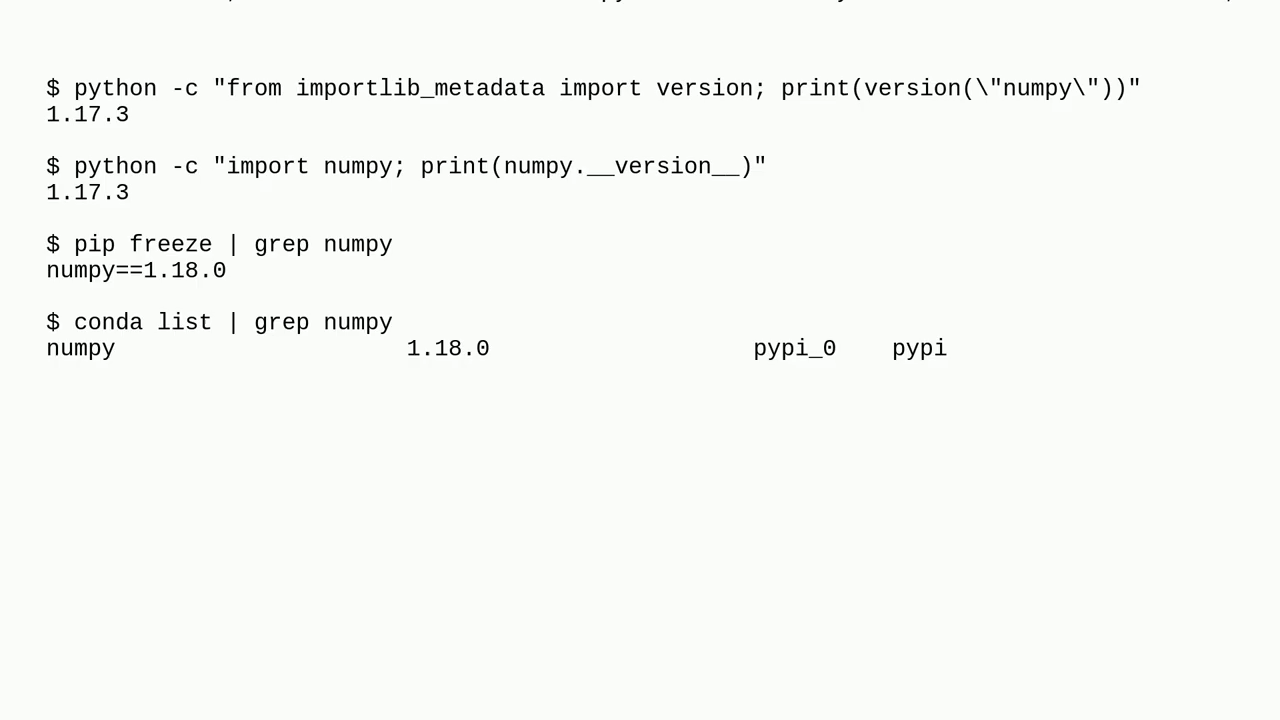 $ python -c "from importlib_metadata import version; print(version(\"numpy\"))"
1.17.3
$ python -c "import numpy; print(numpy.__version__)"
1.17.3
$ pip freeze | grep numpy
numpy==1.18.0
$ conda list | grep numpy
numpy                     1.18.0                   pypi_0    pypi